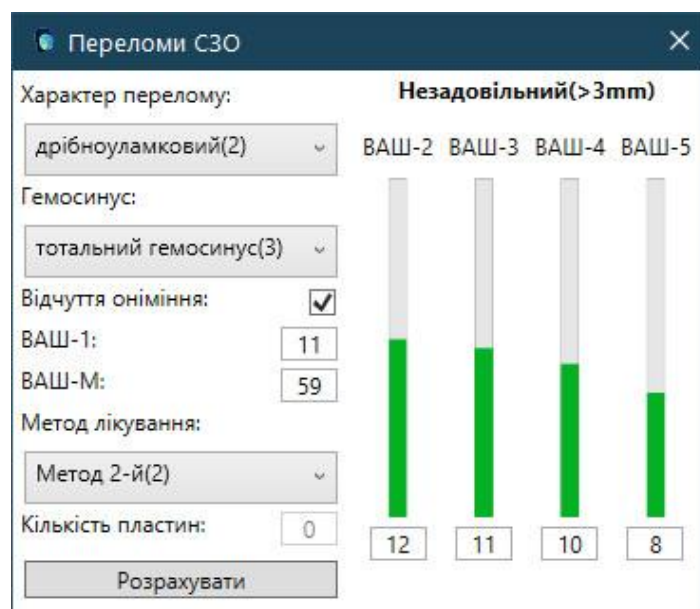 Переломи СЗО
Характер перелому:
дрібноуламковий(2)
Гемосинус:
тотальний гемосинус(3)
Відчуття оніміння:
ВАШ-1: 11
ВАШ-М: 59
Метод лікування:
Метод 2-й(2)
Кількість пластин: 0
Розрахувати
Незадовільний(>3mm)
ВАШ-2 ВАШ-3 ВАШ-4 ВАШ-5
12 11 10 8